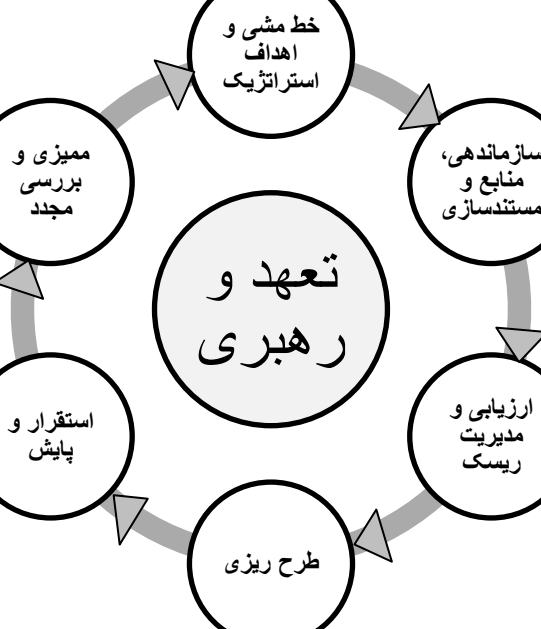 خط مشی و
اهداف
استراتژیک
سازماندهی،
منابع و
مستندسازی
ارزیابی و
مدیریت
ریسک
طرح ریزی
استقرار و
پایش
ممیزی و
بررسی
مجدد
تعهد و
رهبری